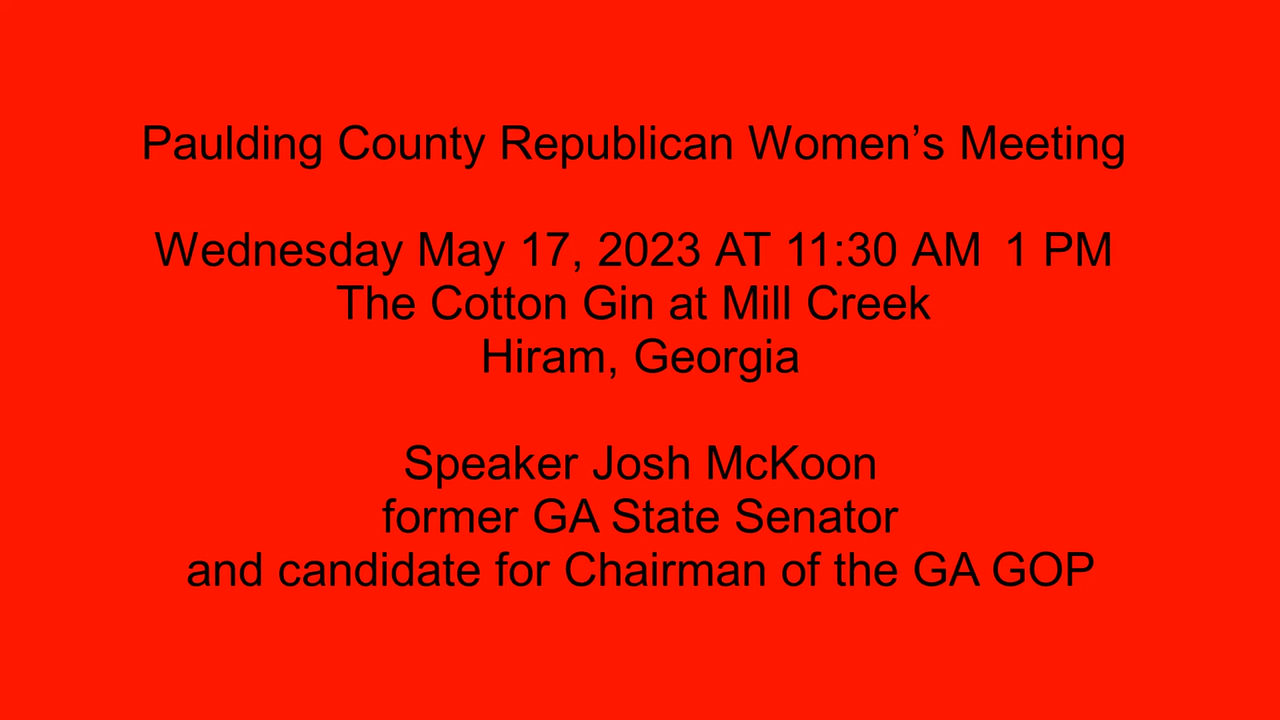 Paulding County Republican Women’s Meeting
Wednesday May 17, 2023 AT 11:30 AM 1 PM
The Cotton Gin at Mill Creek
Hiram, Georgia
Speaker Josh McKoon
former GA State Senator
and candidate for Chairman of the GA GOP